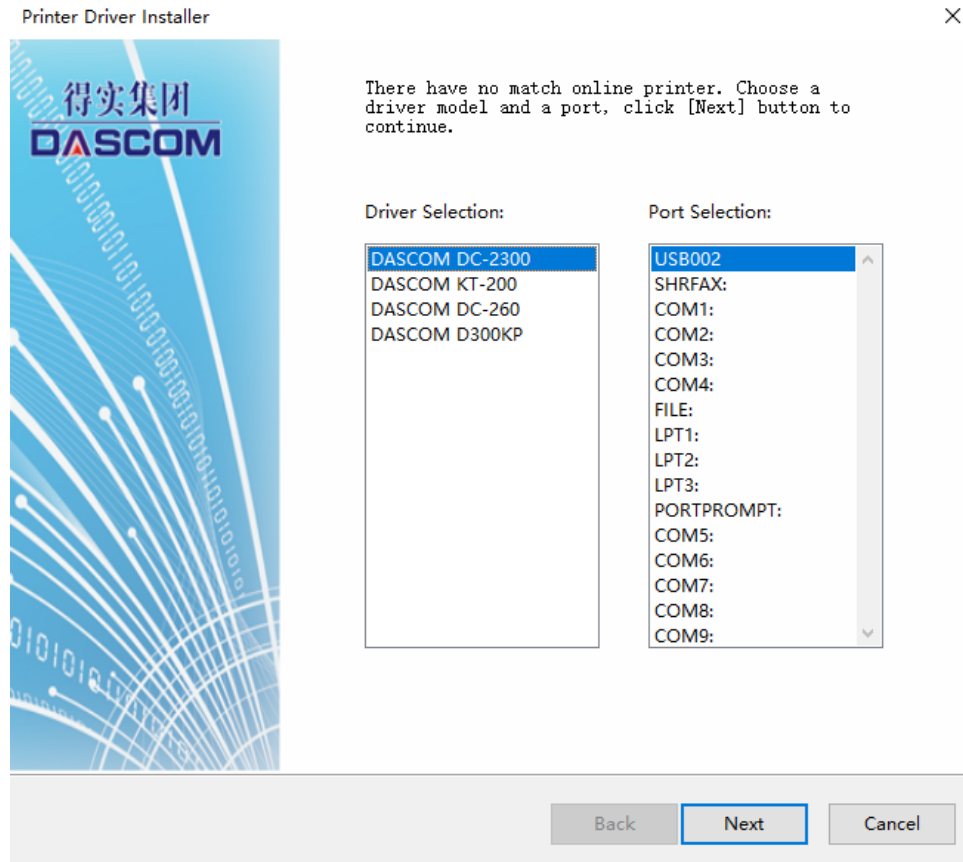 Printer Driver Installer
得实集团
DASCOM
There have no match online printer. Choose a
driver model and a port, click [Next] button to
continue.
Driver Selection:
DASCOM DC-2300
DASCOM KT-200
DASCOM DC-260
DASCOM D300KP
Port Selection:
USB002
SHRFAX:
COM1:
COM2:
COM3:
COM4:
FILE:
LPT1:
LPT2:
LPT3:
PORTPROMPT:
COM5:
COM6:
COM7:
COM8:
COM9:
Back
Next
Cancel